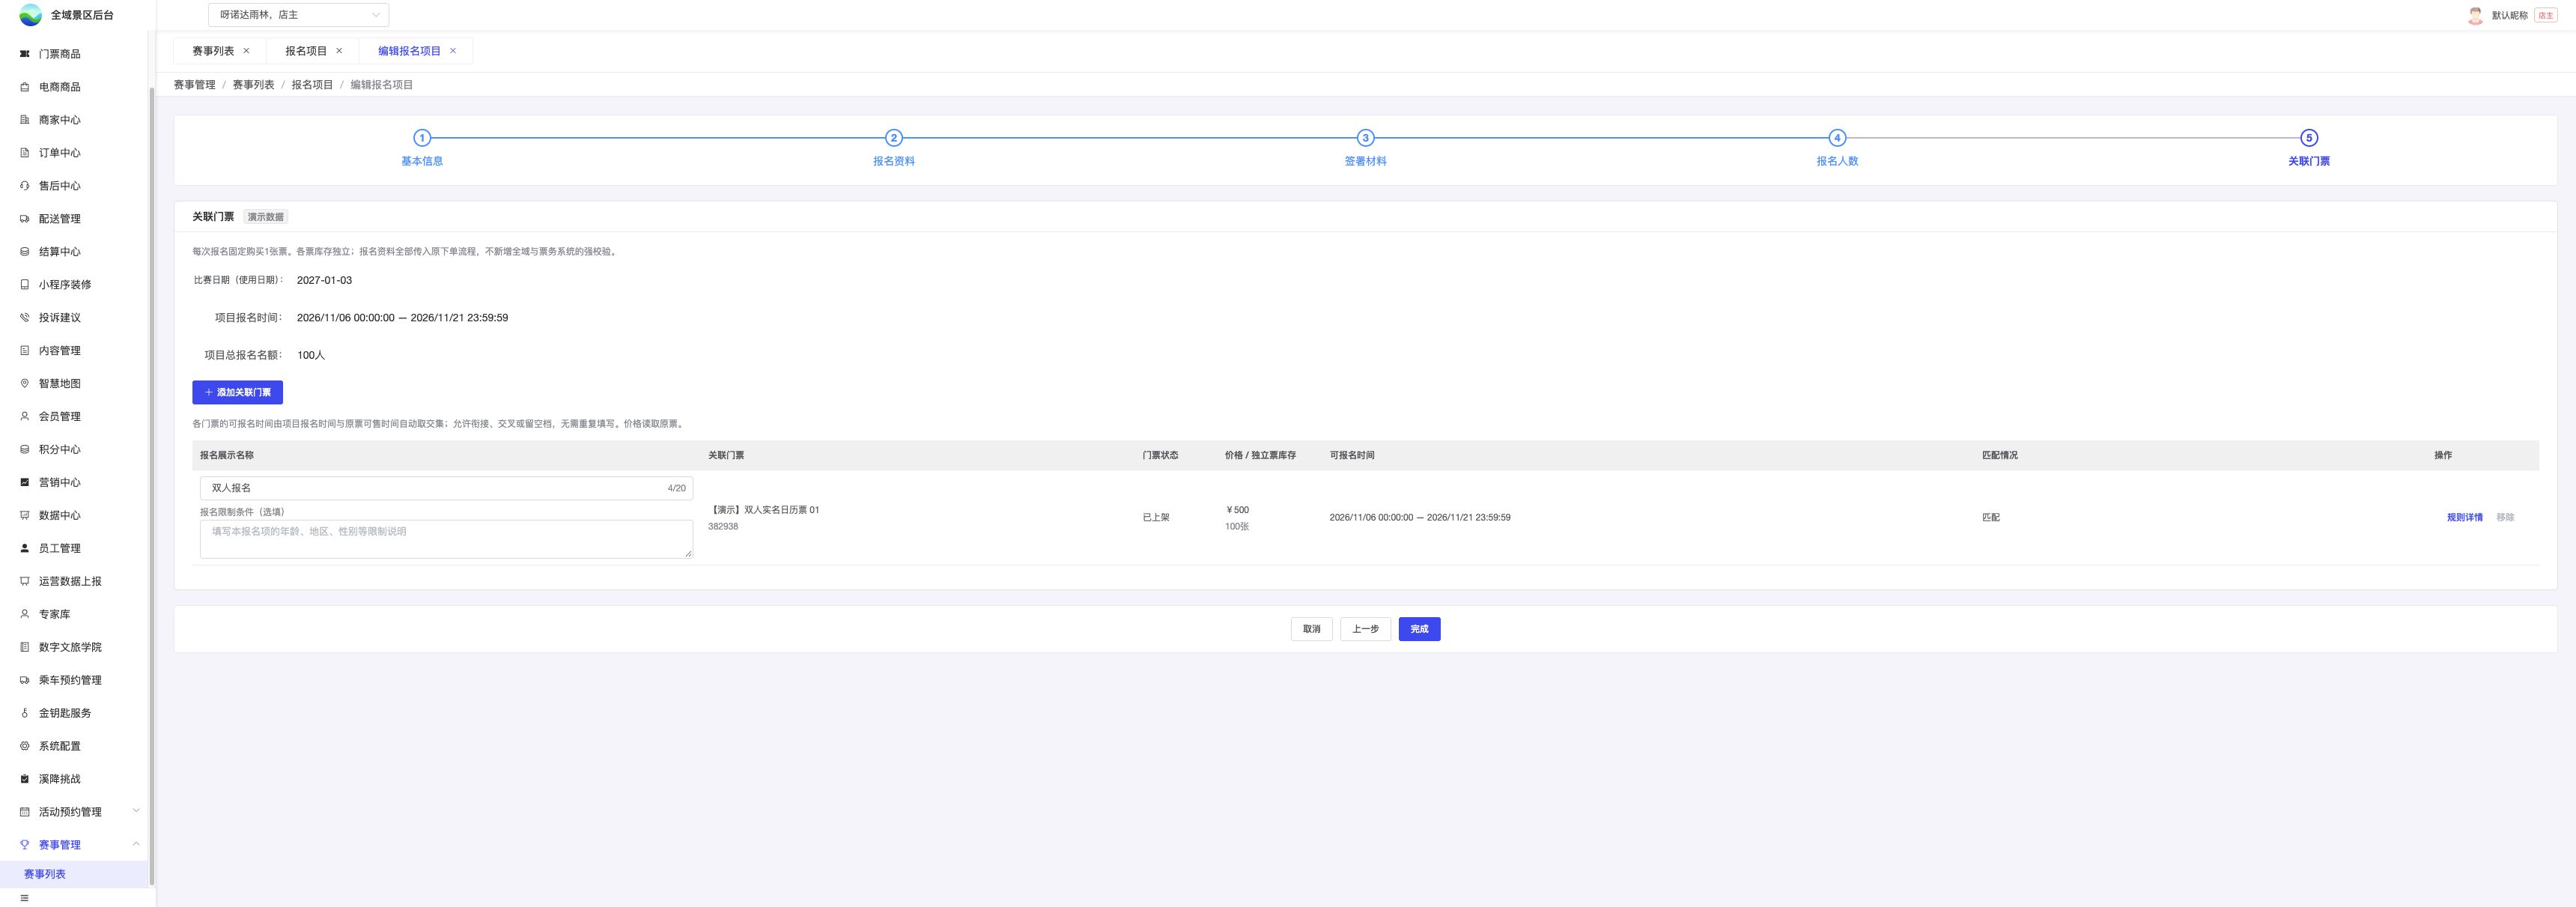 全域景区后台
呀诺达雨林，店主
默认昵称 店主
门票商品
电商商品
商家中心
订单中心
售后中心
配送管理
结算中心
小程序装修
投诉建议
内容管理
智慧地图
会员管理
积分中心
营销中心
数据中心
员工管理
运营数据上报
专家库
数字文旅学院
乘车预约管理
金钥匙服务
系统配置
溪降挑战
活动预约管理
赛事管理
赛事列表
赛事列表 × 报名项目 × 编辑报名项目 ×
赛事管理 / 赛事列表 / 报名项目 / 编辑报名项目
1 2 3 4 5
基本信息 报名资料 签署材料 报名人数 关联门票
关联门票 演示数据
每次报名固定购买1张票。各票库存独立；报名资料全部传入原下单流程，不新增全域与票务系统的强校验。
比赛日期（使用日期）： 2027-01-03
项目报名时间： 2026/11/06 00:00:00 — 2026/11/21 23:59:59
项目总报名名额： 100人
＋ 添加关联门票
各门票的可报名时间由项目报名时间与原票可售时间自动取交集；允许衔接、交叉或留空档，无需重复填写。价格读取原票。
报名展示名称 关联门票 门票状态 价格 / 独立票库存 可报名时间 匹配情况 操作
双人报名 4/20
报名限制条件（选填）
填写本报名项的年龄、地区、性别等限制说明
【演示】双人实名日历票 01
382938
已上架
￥500
100张
2026/11/06 00:00:00 — 2026/11/21 23:59:59
匹配
规则详情 移除
取消 上一步 完成